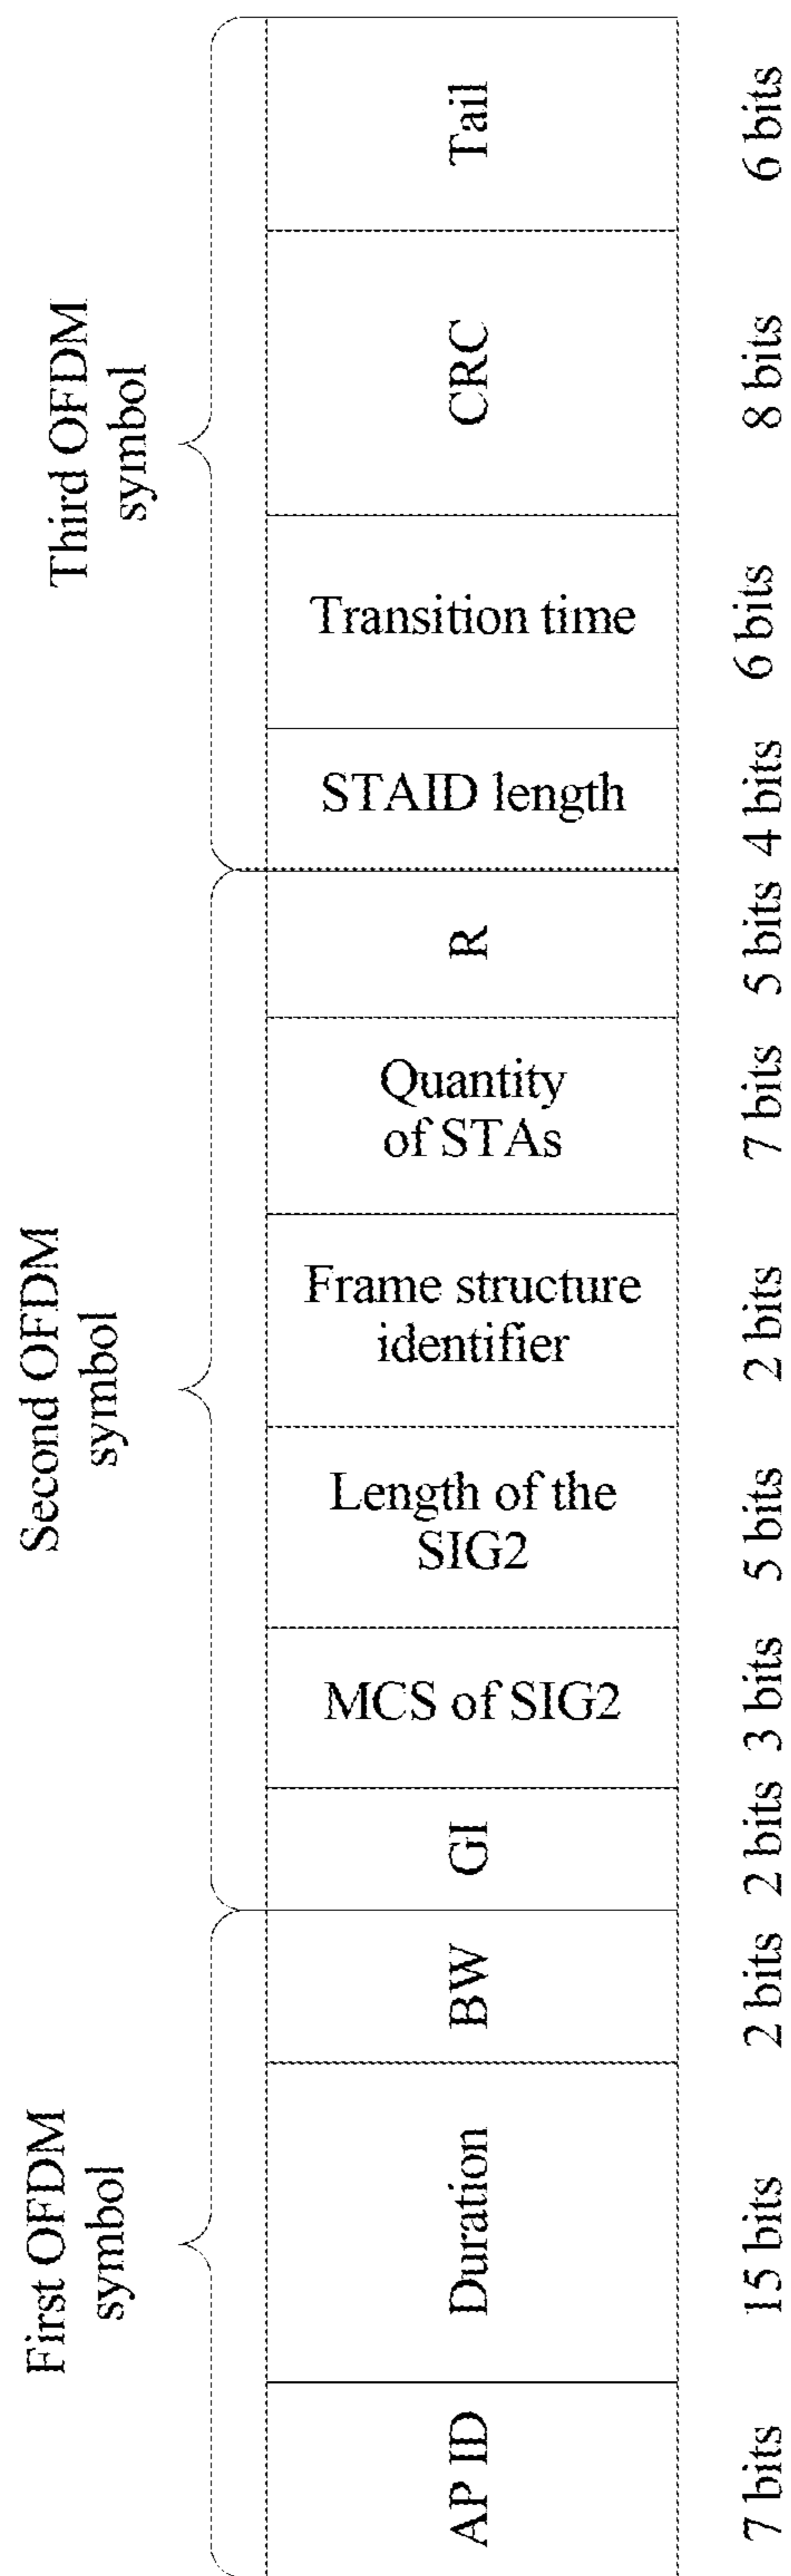 First OFDM
symbol
Second OFDM
symbol
Third OFDM
symbol
AP ID
Duration
BW
GI
MCS of SIG2
Length of the
SIG2
Frame structure
identifier
Quantity
of STAs
R
STAID length
Transition time
CRC
Tail
7 bits
15 bits
2 bits
2 bits
3 bits
5 bits
2 bits
7 bits
5 bits
4 bits
6 bits
8 bits
6 bits